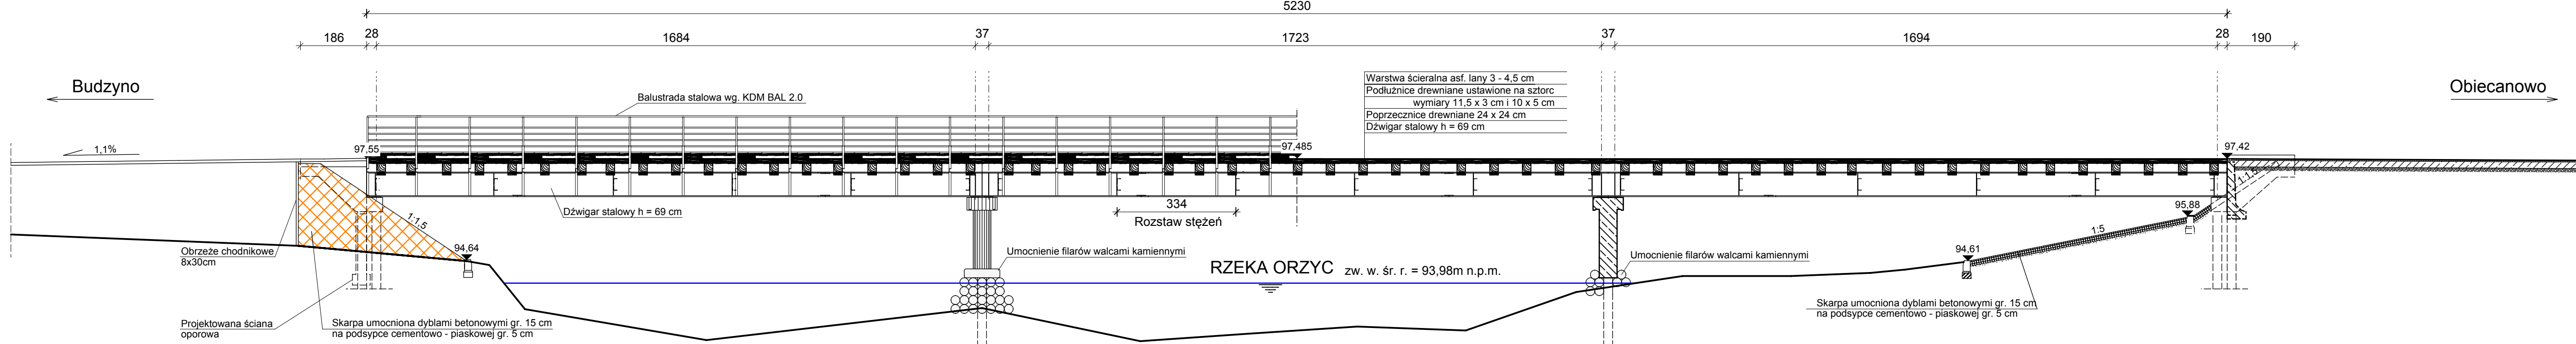 5230
186
28
1684
37
1723
37
1694
28
190
Budzyno
Obiecanowo
Balustrada stalowa wg. KDM BAL 2.0
Warstwa ścieralna asf. lany 3 - 4,5 cm
Podłużnice drewniane ustawione na sztorc
wymiary 11,5 x 3 cm i 10 x 5 cm
Poprzecznice drewniane 24 x 24 cm
Dźwigar stalowy h = 69 cm
1,1%
97,55
97,485
97,42
1:1,5
1:1,5
Dźwigar stalowy h = 69 cm
334
Rozstaw stężeń
95,88
1:5
94,64
94,61
Obrzeże chodnikowe
8x30cm
Umocnienie filarów walcami kamiennymi
Umocnienie filarów walcami kamiennymi
RZEKA ORZYC zw. w. śr. r. = 93,98m n.p.m.
Projektowana ściana
oporowa
Skarpa umocniona dyblami betonowymi gr. 15 cm
na podsypce cementowo - piaskowej gr. 5 cm
Skarpa umocniona dyblami betonowymi gr. 15 cm
na podsypce cementowo - piaskowej gr. 5 cm